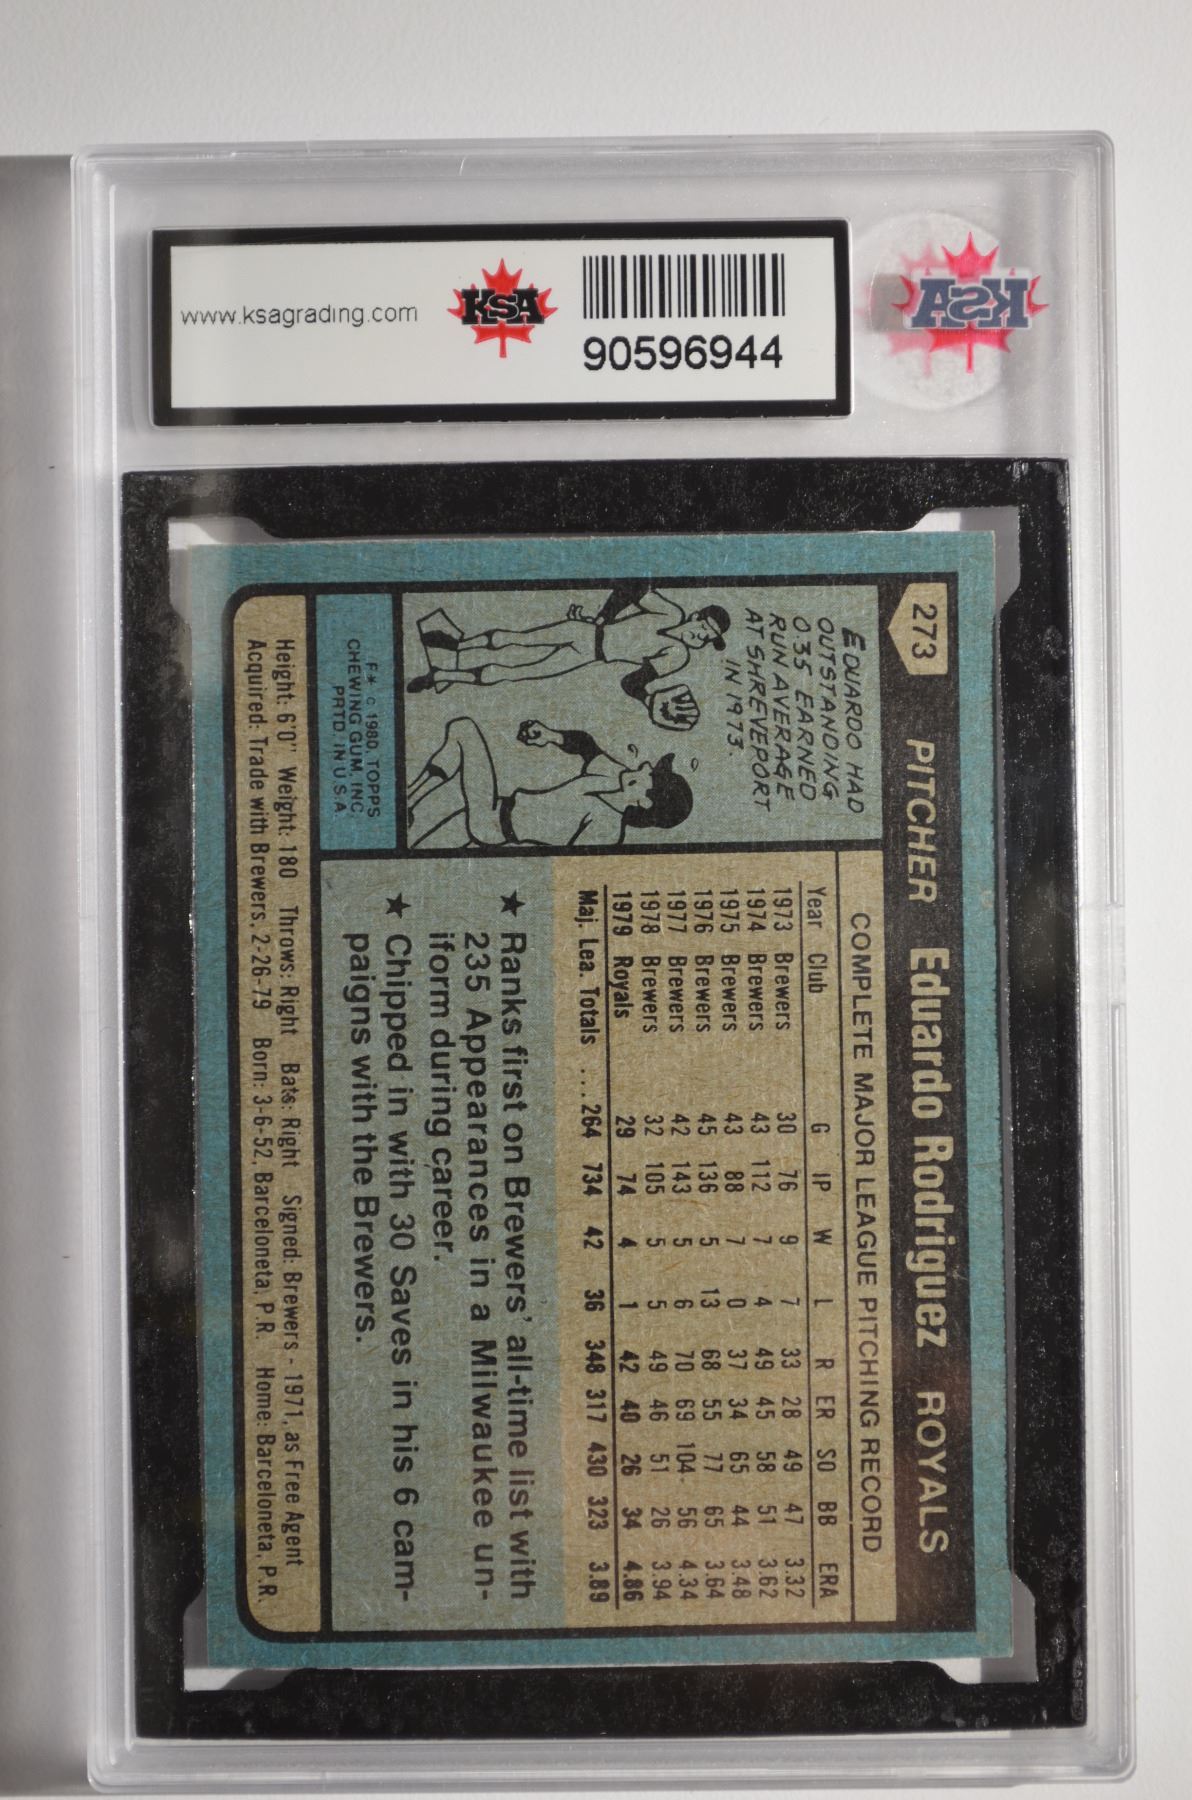 www.ksagrading.com
KSA
90596944
KSA
273
PITCHER Eduardo Rodriguez ROYALS
EDUARDO HAD
OUTSTANDING
0.35 EARNED
RUN AVERAGE
AT SHREVEPORT
IN 1973.
F* © 1980, TOPPS
CHEWING GUM, INC.
PRTD. IN U.S.A.
COMPLETE MAJOR LEAGUE PITCHING RECORD
Year Club G IP W L R ER SO BB ERA
1973 Brewers 30 76 9 7 33 28 49 47 3.32
1974 Brewers 43 112 7 4 49 45 58 51 3.62
1975 Brewers 43 88 7 0 37 34 65 44 3.48
1976 Brewers 45 136 5 13 68 55 77 65 3.64
1977 Brewers 42 143 5 6 70 69 104 56 4.34
1978 Brewers 32 105 5 5 49 46 51 26 3.94
1979 Royals 29 74 4 1 42 40 26 34 4.86
Maj. Lea. Totals ... 264 734 42 36 348 317 430 323 3.89
★ Ranks first on Brewers' all-time list with
235 Appearances in a Milwaukee un-
iform during career.
★ Chipped in with 30 Saves in his 6 cam-
paigns with the Brewers.
Height: 6'0" Weight: 180 Throws: Right Bats: Right Signed: Brewers - 1971, as Free Agent
Acquired: Trade with Brewers, 2-26-79 Born: 3-6-52, Barceloneta, P.R. Home: Barceloneta, P.R.